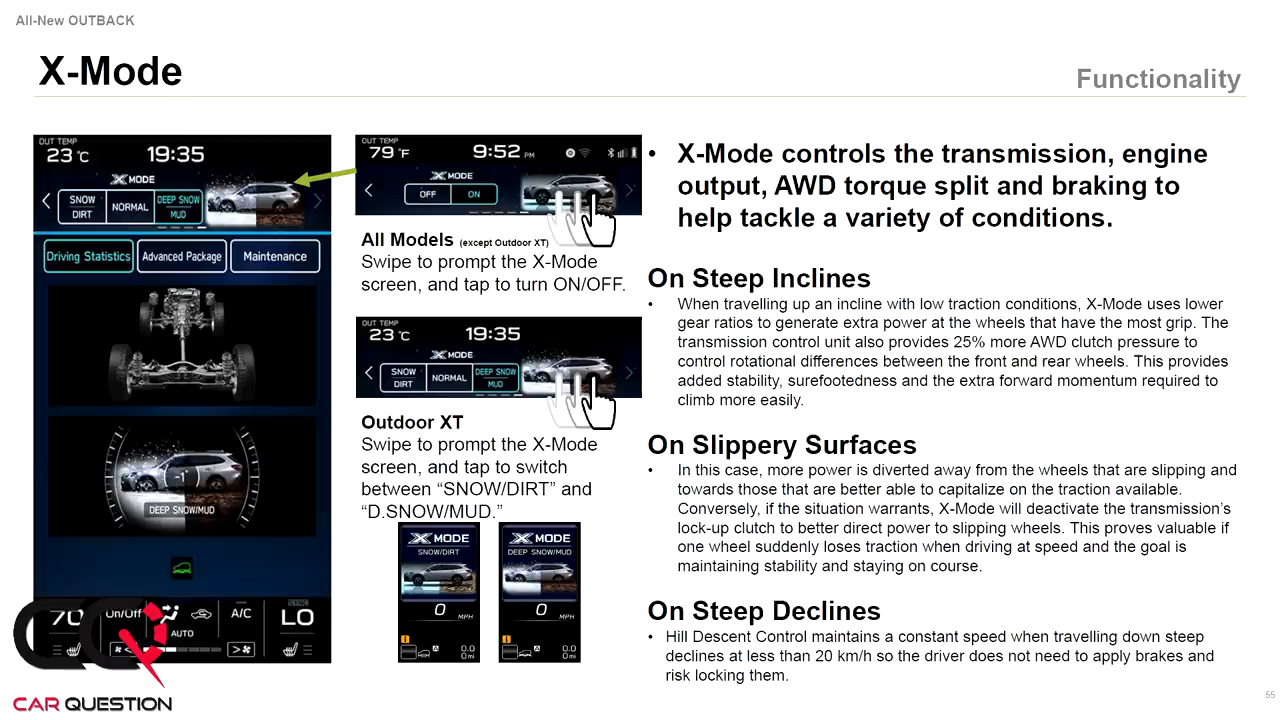 All-New OUTBACK
X-Mode
Functionality
OUT TEMP
23 °C
19:35
X MODE
SNOW
DIRT
NORMAL
DEEP SNOW
MUD
Driving Statistics
Advanced Package
Maintenance
-1°
DEEP SNOW/MUD
70
On/Off
AUTO
A/C
SYNC
LO
CAR QUESTION
OUT TEMP
79 °F
9:52 PM
X MODE
OFF
ON
All Models (except Outdoor XT)
Swipe to prompt the X-Mode
screen, and tap to turn ON/OFF.
OUT TEMP
23 °C
19:35
X MODE
SNOW
DIRT
NORMAL
DEEP SNOW
MUD
Outdoor XT
Swipe to prompt the X-Mode
screen, and tap to switch
between “SNOW/DIRT” and
“D.SNOW/MUD.”
X MODE
SNOW/DIRT
0
MPH
A
0.0
0 mi
X MODE
DEEP SNOW/MUD
0
MPH
A
0.0
0 mi
• X-Mode controls the transmission, engine
output, AWD torque split and braking to
help tackle a variety of conditions.
On Steep Inclines
• When travelling up an incline with low traction conditions, X-Mode uses lower
gear ratios to generate extra power at the wheels that have the most grip. The
transmission control unit also provides 25% more AWD clutch pressure to
control rotational differences between the front and rear wheels. This provides
added stability, surefootedness and the extra forward momentum required to
climb more easily.
On Slippery Surfaces
• In this case, more power is diverted away from the wheels that are slipping and
towards those that are better able to capitalize on the traction available.
Conversely, if the situation warrants, X-Mode will deactivate the transmission’s
lock-up clutch to better direct power to slipping wheels. This proves valuable if
one wheel suddenly loses traction when driving at speed and the goal is
maintaining stability and staying on course.
On Steep Declines
• Hill Descent Control maintains a constant speed when travelling down steep
declines at less than 20 km/h so the driver does not need to apply brakes and
risk locking them.
55